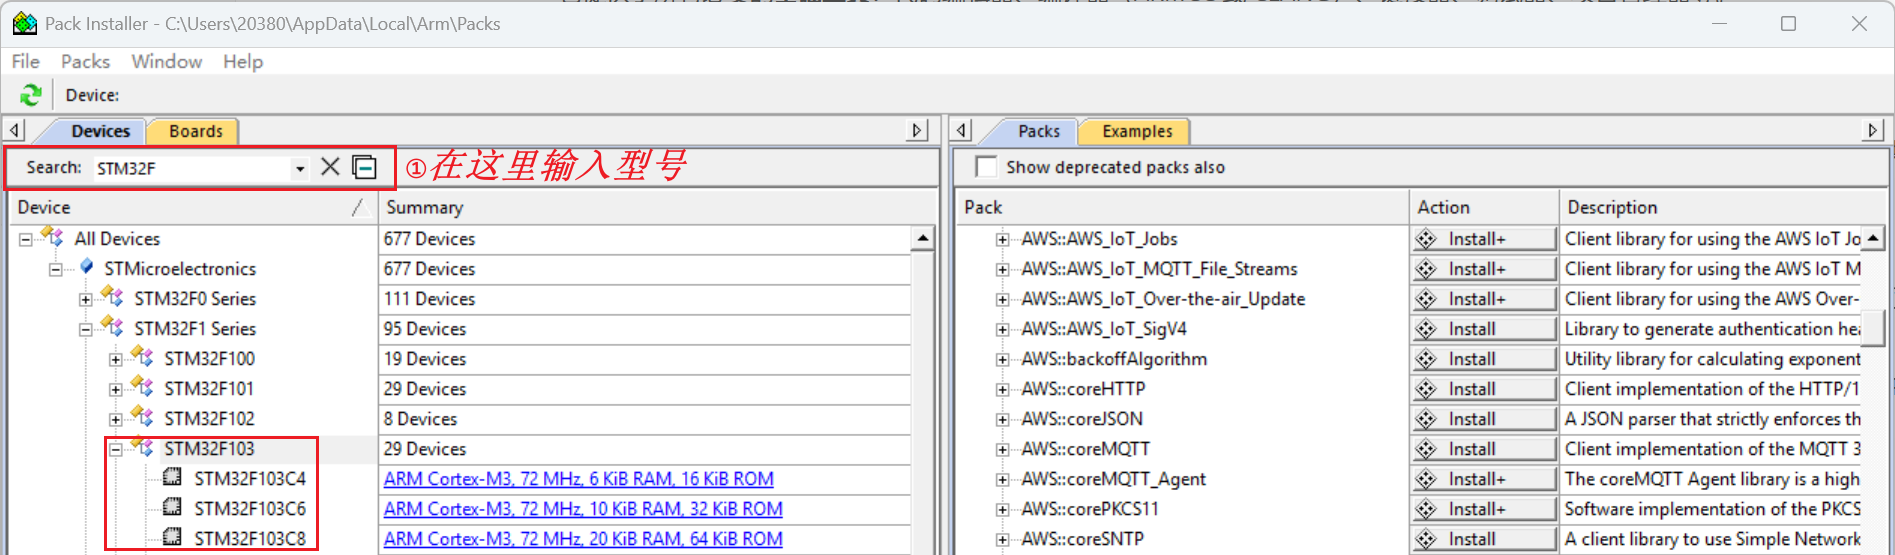 Pack Installer - C:\Users\20380\AppData\Local\Arm\Packs
File Packs Window Help
Device:
Devices Boards
Search: STM32F
①在这里输入型号
Device Summary
All Devices 677 Devices
STMicroelectronics 677 Devices
STM32F0 Series 111 Devices
STM32F1 Series 95 Devices
STM32F100 19 Devices
STM32F101 29 Devices
STM32F102 8 Devices
STM32F103 29 Devices
STM32F103C4 ARM Cortex-M3, 72 MHz, 6 KiB RAM, 16 KiB ROM
STM32F103C6 ARM Cortex-M3, 72 MHz, 10 KiB RAM, 32 KiB ROM
STM32F103C8 ARM Cortex-M3, 72 MHz, 20 KiB RAM, 64 KiB ROM
Packs Examples
Show deprecated packs also
Pack Action Description
AWS::AWS_IoT_Jobs Install+ Client library for using the AWS IoT Jo
AWS::AWS_IoT_MQTT_File_Streams Install+ Client library for using the AWS IoT M
AWS::AWS_IoT_Over-the-air_Update Install+ Client library for using the AWS Over-
AWS::AWS_IoT_SigV4 Install Library to generate authentication hea
AWS::backoffAlgorithm Install Utility library for calculating exponent
AWS::coreHTTP Install Client implementation of the HTTP/1
AWS::coreJSON Install A JSON parser that strictly enforces th
AWS::coreMQTT Install Client implementation of the MQTT 3
AWS::coreMQTT_Agent Install+ The coreMQTT Agent library is a high
AWS::corePKCS11 Install+ Software implementation of the PKCS
AWS::coreSNTP Install A client library to use Simple Network